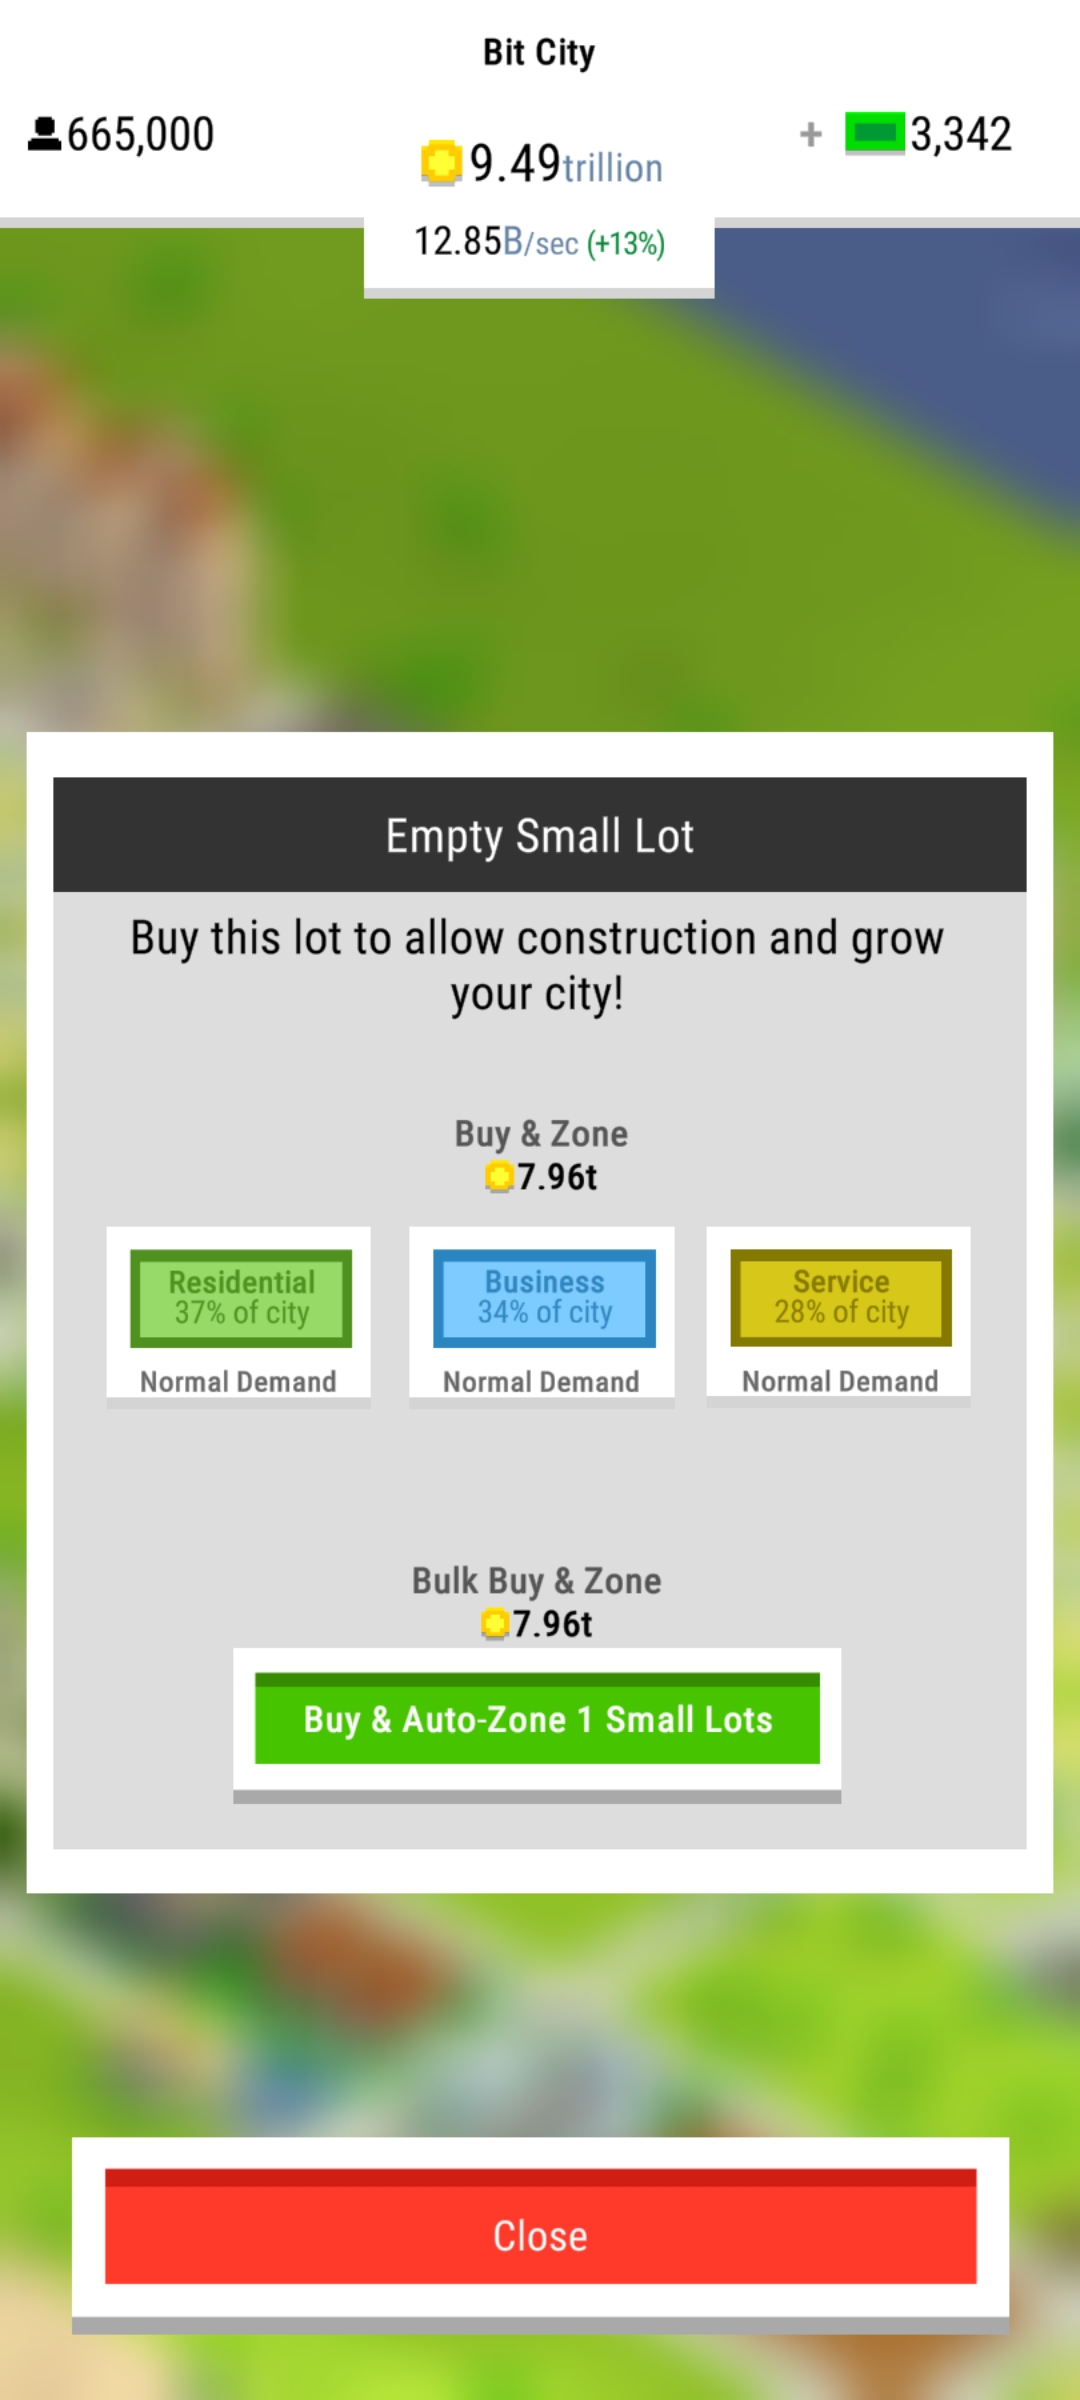 Bit City
665,000
9.49trillion
+ 3,342
12.85B/sec (+13%)
Empty Small Lot
Buy this lot to allow construction and grow
your city!
Buy & Zone
7.96t
Residential
37% of city
Normal Demand
Business
34% of city
Normal Demand
Service
28% of city
Normal Demand
Bulk Buy & Zone
7.96t
Buy & Auto-Zone 1 Small Lots
Close